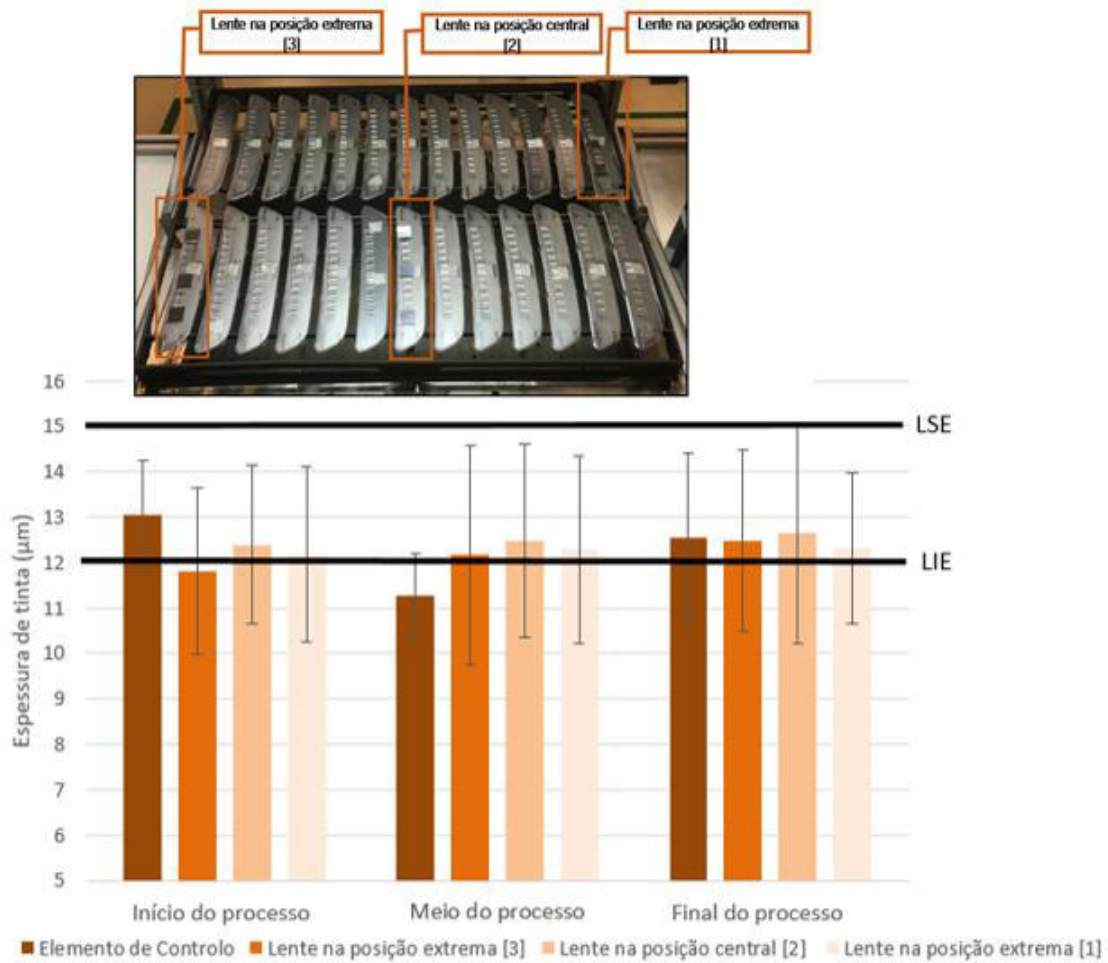 Lente na posição extrema
[3]
Lente na posição central
[2]
Lente na posição extrema
[1]
16
15
14
13
12
11
10
9
8
7
6
5
Espessura de tinta (µm)
LSE
LIE
Início do processo
Meio do processo
Final do processo
Elemento de Controlo
Lente na posição extrema [3]
Lente na posição central [2]
Lente na posição extrema [1]